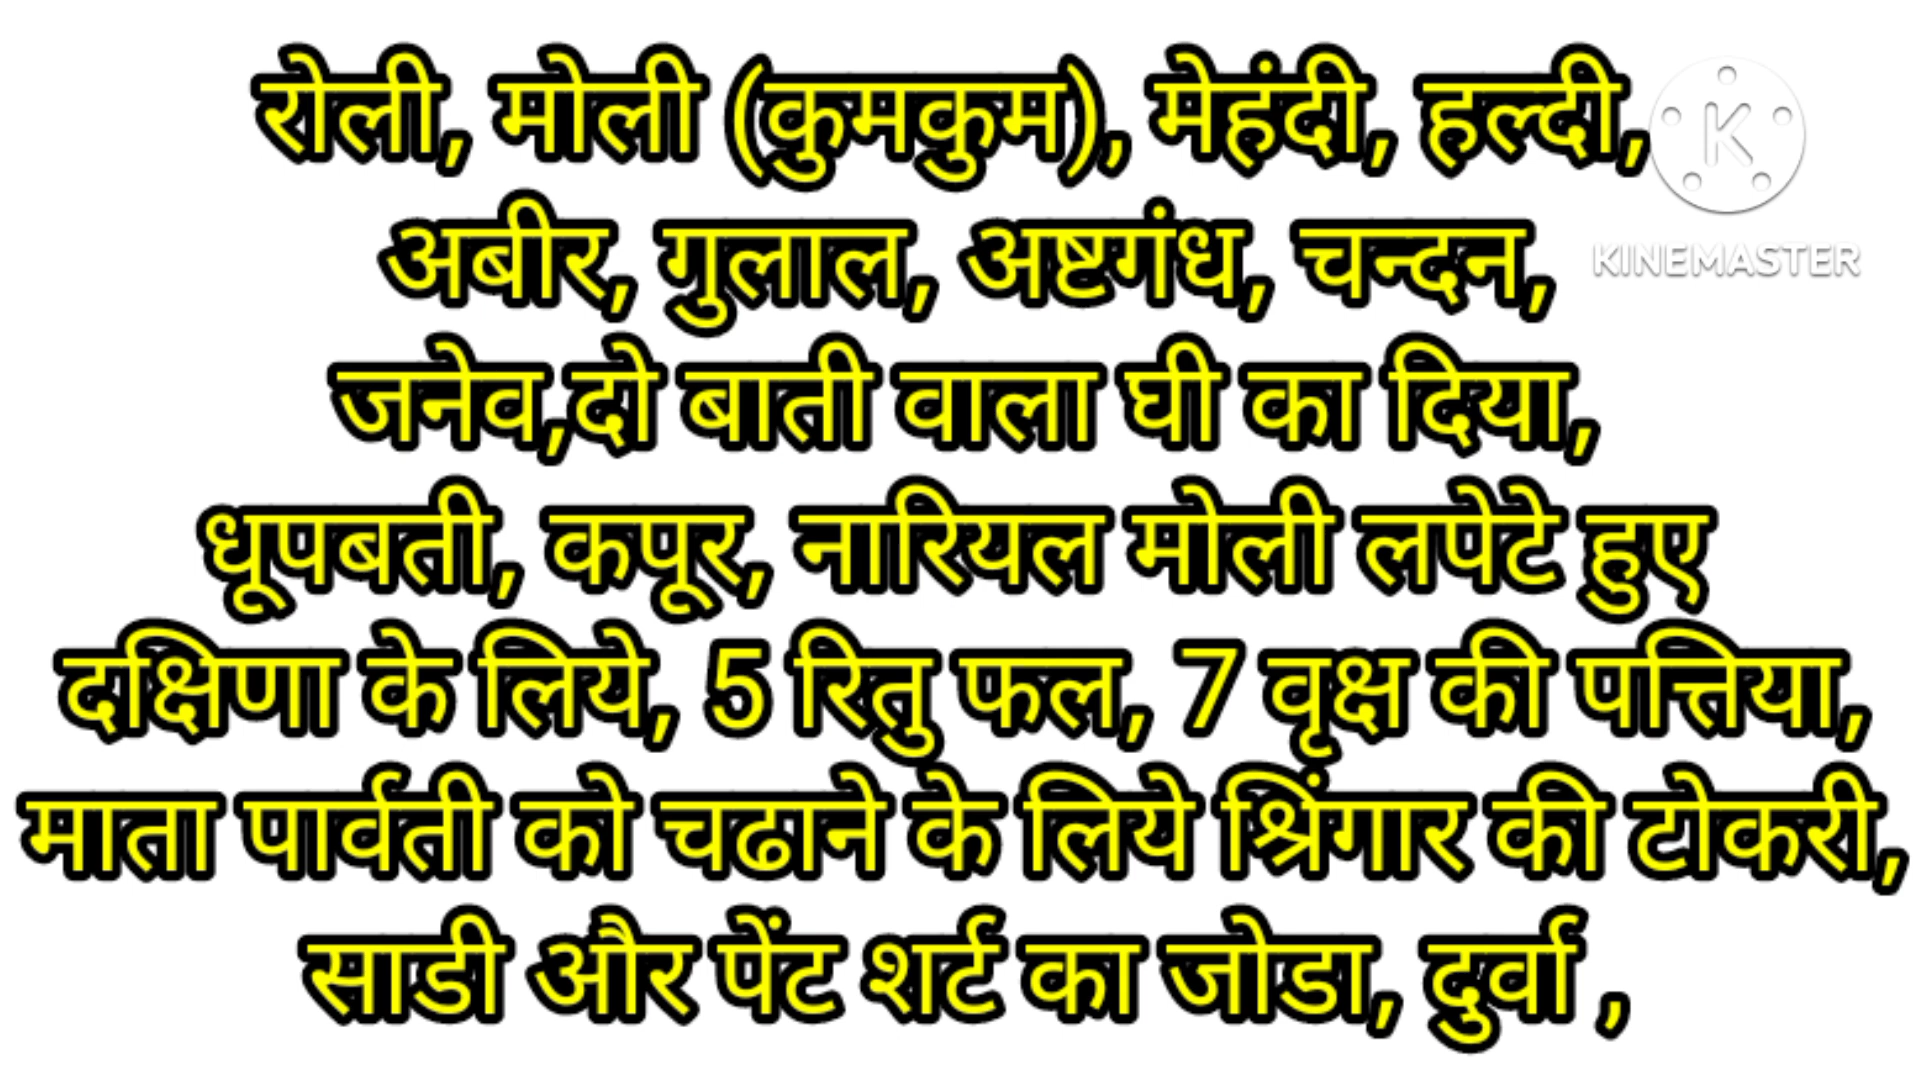 रोली, मोली (कुमकुम), मेहंदी, हल्दी,
अबीर, गुलाल, अष्टगंध, चन्दन,
जनेव,दो बाती वाला घी का दिया,
धूपबती, कपूर, नारियल मोली लपेटे हुए
दक्षिणा के लिये, 5 रितु फल, 7 वृक्ष की पत्तिया,
माता पार्वती को चढाने के लिये श्रिंगार की टोकरी,
साडी और पेंट शर्ट का जोडा, दुर्वा ,
K
KINEMASTER